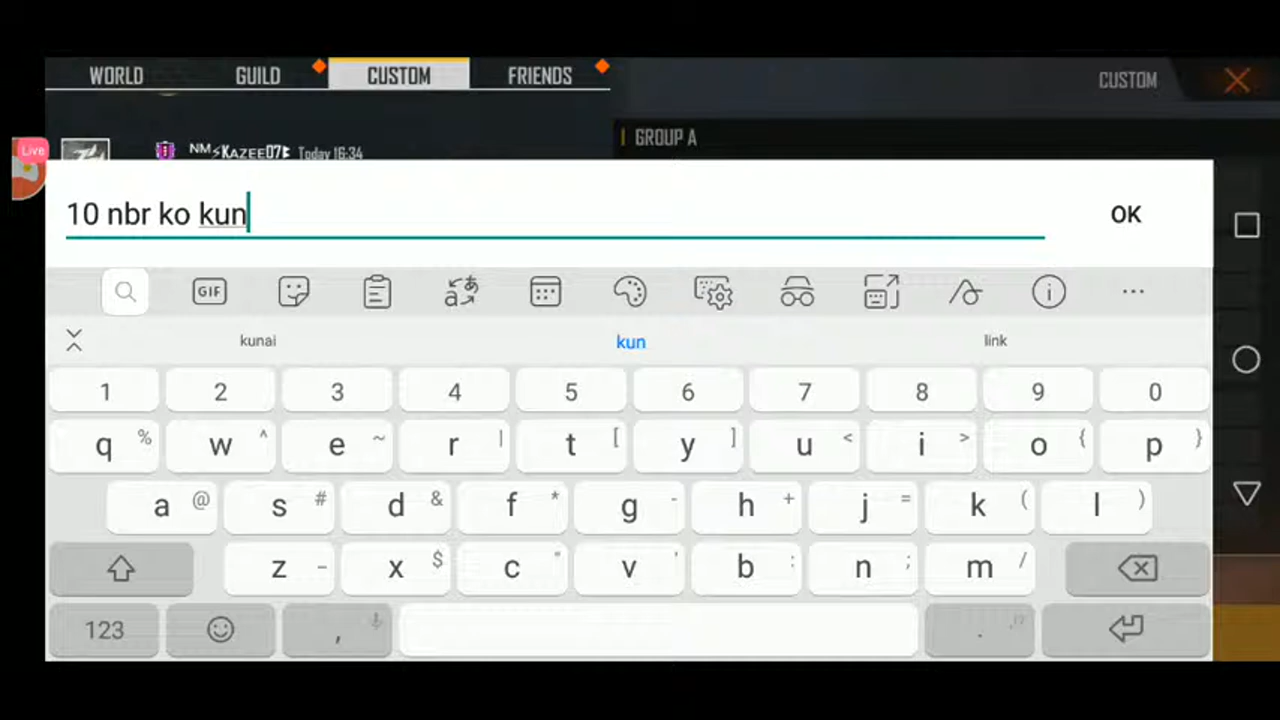 WORLD GUILD CUSTOM FRIENDS
CUSTOM
GROUP A
Live
NM⚡KAZEE07 Today 16:34
10 nbr ko kun
OK
GIF
kunai kun link
1 2 3 4 5 6 7 8 9 0
q % w ^ e ~ r | t [ y ] u < i > o { p }
a @ s # d & f * g - h + j = k ( l )
z _ x $ c " v ' b : n ; m /
123 , . ,!?